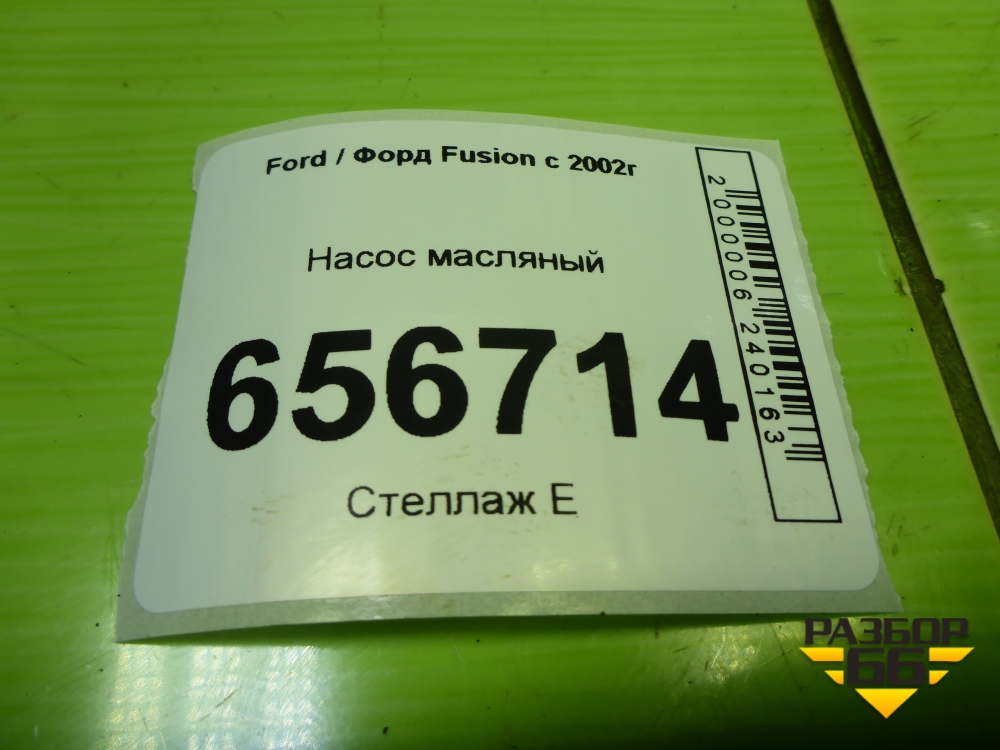 Ford / Форд Fusion с 2002г
Насос масляный
656714
Стеллаж Е
2000006240163
РАЗБОР
66